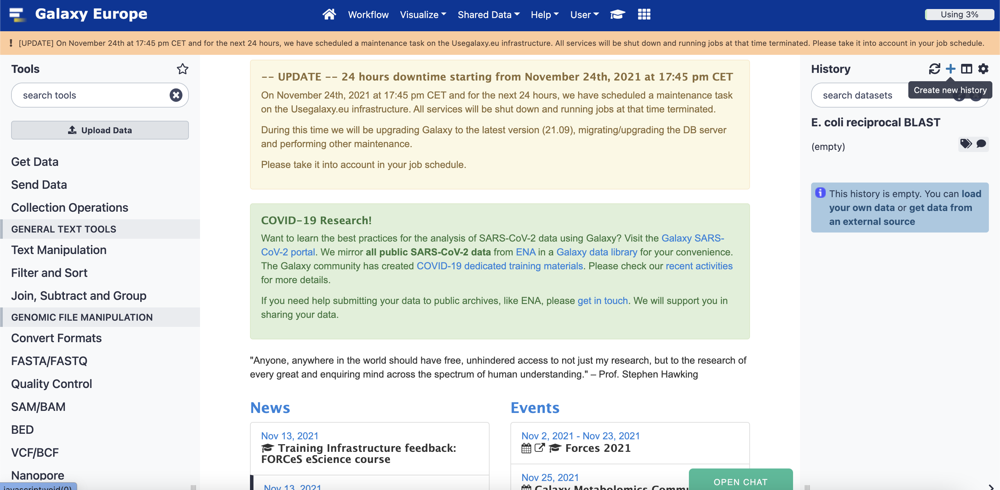 Galaxy Europe
Workflow Visualize Shared Data Help User
Using 3%
[UPDATE] On November 24th at 17:45 pm CET and for the next 24 hours, we have scheduled a maintenance task on the Usegalaxy.eu infrastructure. All services will be shut down and running jobs at that time terminated. Please take it into account in your job schedule.
Tools
search tools
Upload Data
Get Data
Send Data
Collection Operations
GENERAL TEXT TOOLS
Text Manipulation
Filter and Sort
Join, Subtract and Group
GENOMIC FILE MANIPULATION
Convert Formats
FASTA/FASTQ
Quality Control
SAM/BAM
BED
VCF/BCF
Nanopore
javascript:void(0)
-- UPDATE -- 24 hours downtime starting from November 24th, 2021 at 17:45 pm CET
On November 24th, 2021 at 17:45 pm CET and for the next 24 hours, we have scheduled a maintenance task
on the Usegalaxy.eu infrastructure. All services will be shut down and running jobs at that time terminated.
During this time we will be upgrading Galaxy to the latest version (21.09), migrating/upgrading the DB server
and performing other maintenance.
Please take it into account in your job schedule.
COVID-19 Research!
Want to learn the best practices for the analysis of SARS-CoV-2 data using Galaxy? Visit the Galaxy SARS-
CoV-2 portal. We mirror all public SARS-CoV-2 data from ENA in a Galaxy data library for your convenience.
The Galaxy community has created COVID-19 dedicated training materials. Please check our recent activities
for more details.
If you need help submitting your data to public archives, like ENA, please get in touch. We will support you in
sharing your data.
"Anyone, anywhere in the world should have free, unhindered access to not just my research, but to the research of
every great and enquiring mind across the spectrum of human understanding." – Prof. Stephen Hawking
News
Nov 13, 2021
Training Infrastructure feedback:
FORCeS eScience course
Nov 13, 2021
Events
Nov 2, 2021 - Nov 23, 2021
Forces 2021
Nov 25, 2021
Galaxy Metabolomics
OPEN CHAT
History
Create new history
search datasets
E. coli reciprocal BLAST
(empty)
This history is empty. You can load
your own data or get data from
an external source